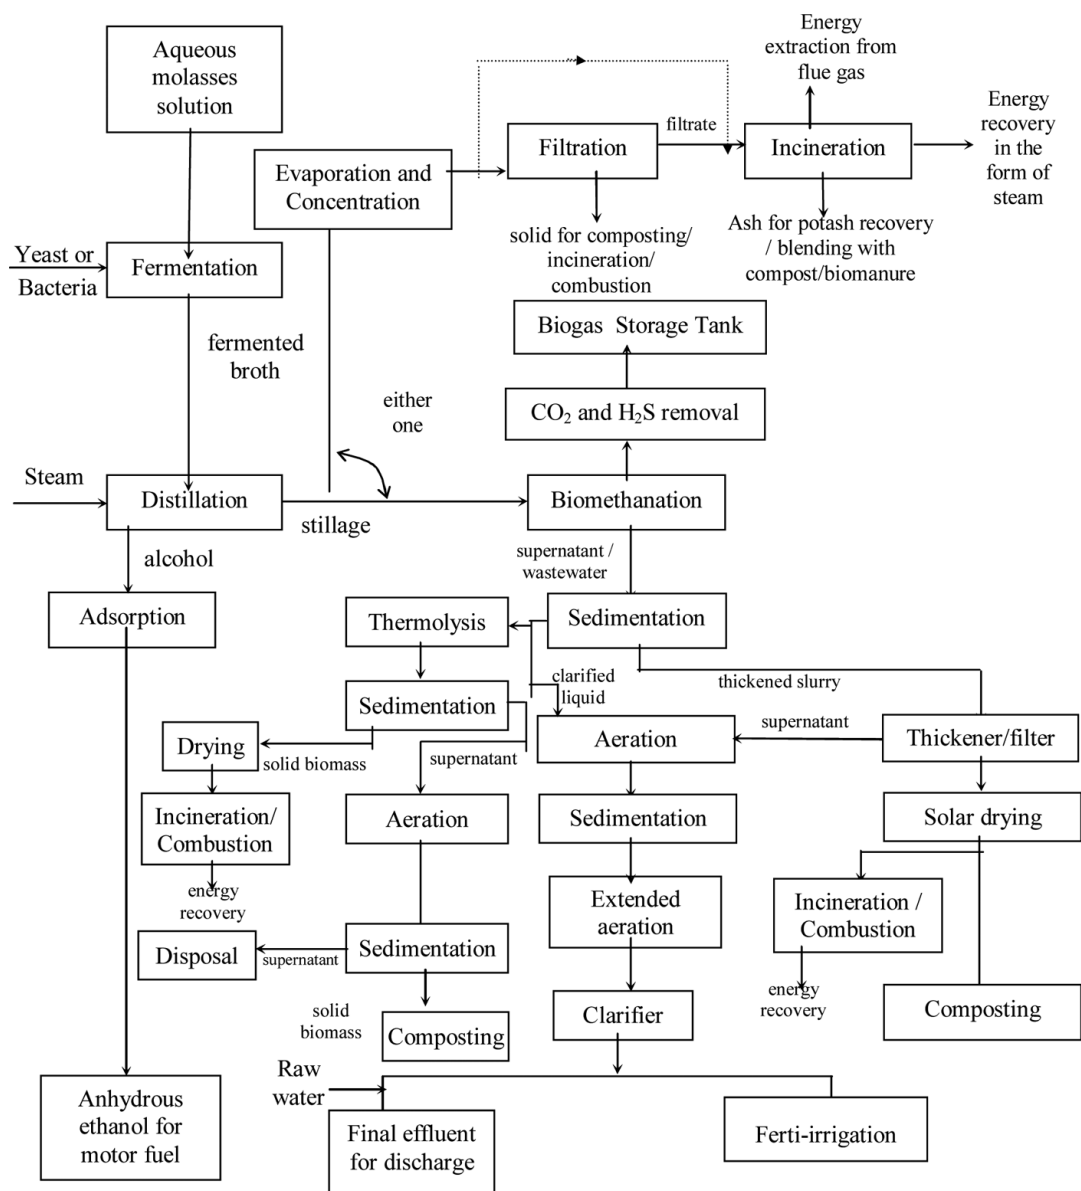 Aqueous
molasses
solution
Energy
extraction from
flue gas
Energy
recovery
in the
form of
steam
filtrate
Filtration
Incineration
Evaporation and
Concentration
solid for composting/
incineration/
combustion
Ash for potash recovery
/ blending with
compost/biomanure
Yeast or
Bacteria
Fermentation
Biogas Storage Tank
fermented
broth
either
one
CO₂ and H₂S removal
Steam
Distillation
stillage
Biomethanation
alcohol
supernatant /
wastewater
Adsorption
Thermolysis
Sedimentation
clarified
liquid
thickened slurry
Sedimentation
supernatant
Drying
solid biomass
supernatant
Aeration
Thickener/filter
Incineration/
Combustion
Aeration
Sedimentation
Solar drying
energy
recovery
Extended
aeration
Incineration /
Combustion
Disposal
supernatant
Sedimentation
energy
recovery
solid
biomass
Composting
Clarifier
Composting
Raw
water
Anhydrous
ethanol for
motor fuel
Final effluent
for discharge
Ferti-irrigation